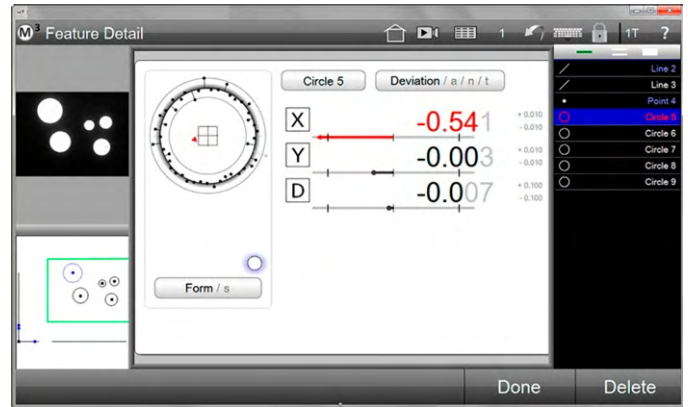 M³ Feature Detail 1 1T ?
Circle 5 Deviation / a / n / t
X -0.541 + 0.010
- 0.010
Y -0.003 + 0.010
- 0.010
D -0.007 + 0.100
- 0.100
Form / s
Line 2
Line 3
Point 4
Circle 5
Circle 6
Circle 7
Circle 8
Circle 9
Done Delete